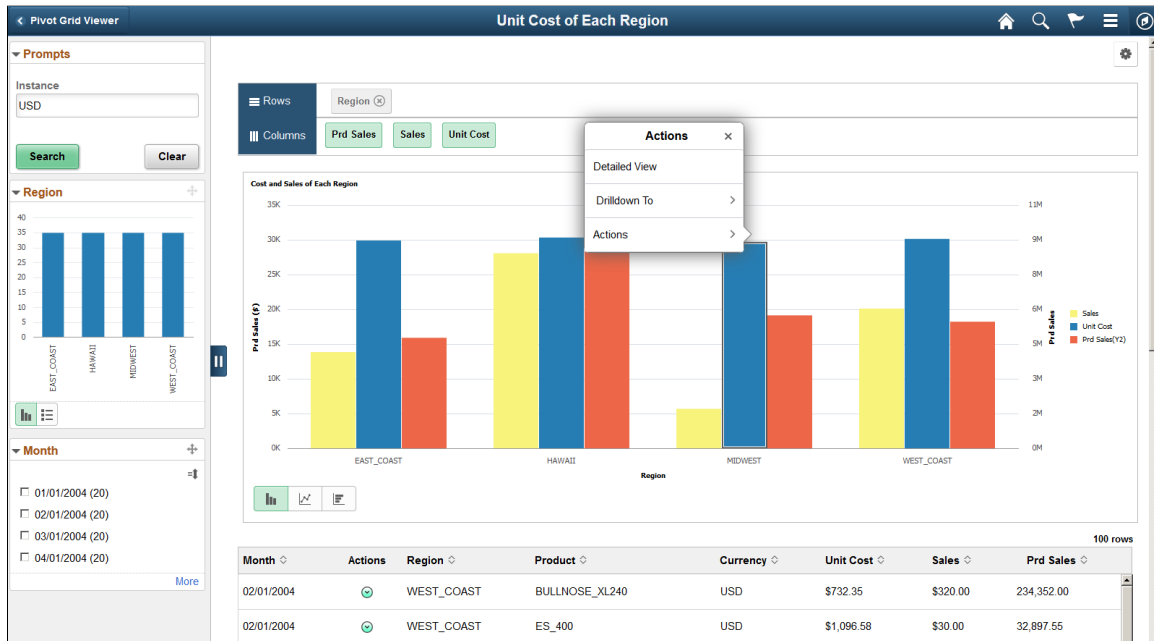 Pivot Grid Viewer
Unit Cost of Each Region
Prompts
Instance
USD
Search Clear
Region
40
35
30
25
20
15
10
5
0
EAST_COAST
HAWAII
MIDWEST
WEST_COAST
Month
01/01/2004 (20)
02/01/2004 (20)
03/01/2004 (20)
04/01/2004 (20)
More
Rows Region
Columns Prd Sales Sales Unit Cost
Actions ×
Detailed View
Drilldown To
Actions
Cost and Sales of Each Region
35K
30K
25K
20K
15K
10K
5K
0K
Prd Sales ($)
EAST_COAST HAWAII MIDWEST WEST_COAST
Region
11M
9M
8M
6M
5M
3M
2M
0M
Prd Sales
Sales
Unit Cost
Prd Sales(Y2)
100 rows
Month Actions Region Product Currency Unit Cost Sales Prd Sales
02/01/2004 WEST_COAST BULLNOSE_XL240 USD $732.35 $320.00 234,352.00
02/01/2004 WEST_COAST ES_400 USD $1,096.58 $30.00 32,897.55